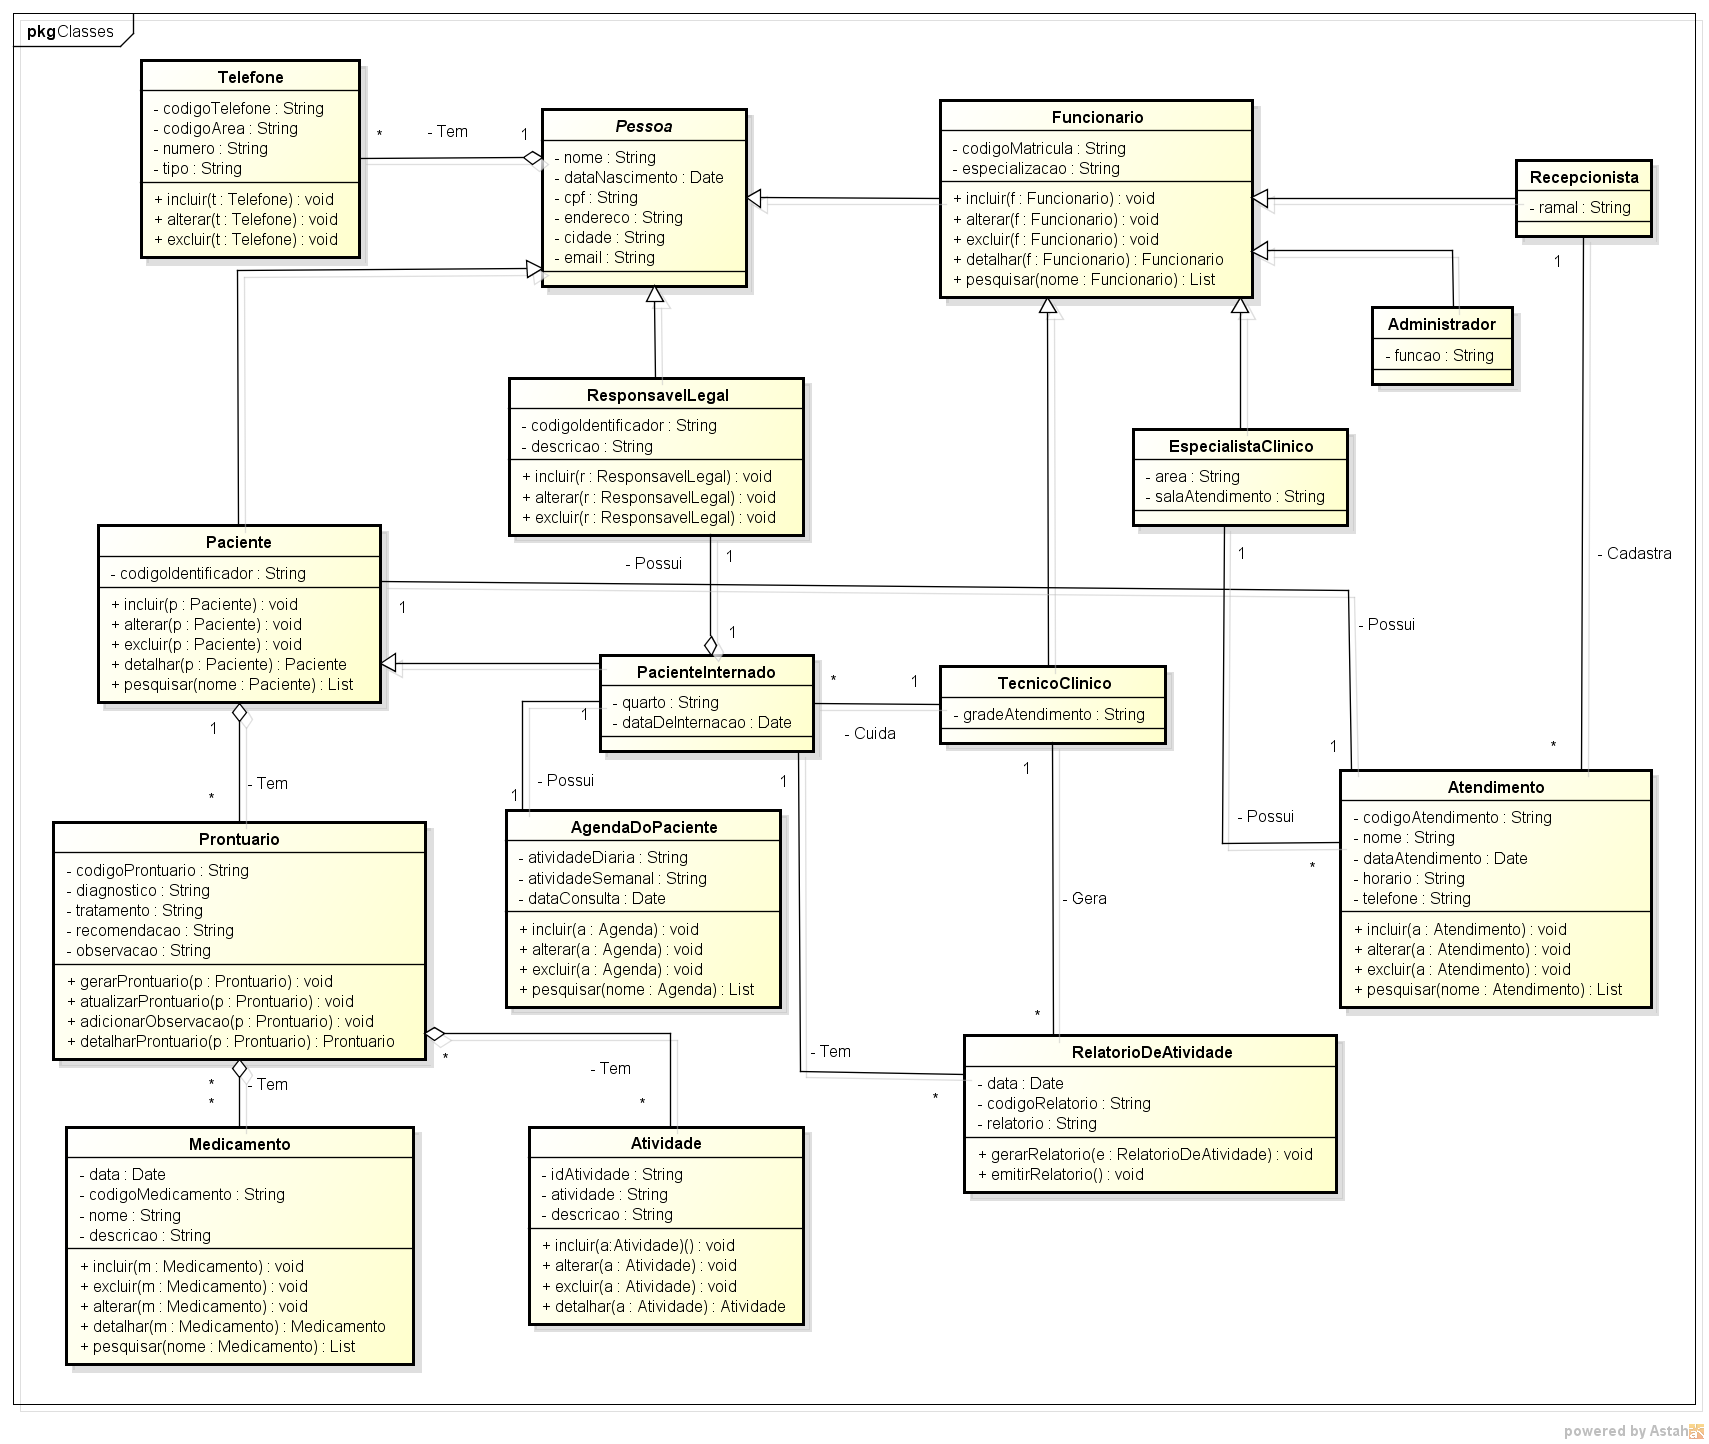 pkgClasses
Telefone
- codigoTelefone : String
- codigoArea : String
- numero : String
- tipo : String
+ incluir(t : Telefone) : void
+ alterar(t : Telefone) : void
+ excluir(t : Telefone) : void
*
- Tem
1
Pessoa
- nome : String
- dataNascimento : Date
- cpf : String
- endereco : String
- cidade : String
- email : String
Funcionario
- codigoMatricula : String
- especializacao : String
+ incluir(f : Funcionario) : void
+ alterar(f : Funcionario) : void
+ excluir(f : Funcionario) : void
+ detalhar(f : Funcionario) : Funcionario
+ pesquisar(nome : Funcionario) : List
Recepcionista
- ramal : String
1
Administrador
- funcao : String
ResponsavelLegal
- codigoIdentificador : String
- descricao : String
+ incluir(r : ResponsavelLegal) : void
+ alterar(r : ResponsavelLegal) : void
+ excluir(r : ResponsavelLegal) : void
EspecialistaClinico
- area : String
- salaAtendimento : String
1
- Cadastra
- Possui
1
1
Paciente
- codigoIdentificador : String
+ incluir(p : Paciente) : void
+ alterar(p : Paciente) : void
+ excluir(p : Paciente) : void
+ detalhar(p : Paciente) : Paciente
+ pesquisar(nome : Paciente) : List
1
- Possui
PacienteInternado
- quarto : String
- dataDeInternacao : Date
*
1
- Cuida
TecnicoClinico
- gradeAtendimento : String
1
1
- Tem
*
1
- Possui
1
1
1
*
Prontuario
- codigoProntuario : String
- diagnostico : String
- tratamento : String
- recomendacao : String
- observacao : String
+ gerarProntuario(p : Prontuario) : void
+ atualizarProntuario(p : Prontuario) : void
+ adicionarObservacao(p : Prontuario) : void
+ detalharProntuario(p : Prontuario) : Prontuario
AgendaDoPaciente
- atividadeDiaria : String
- atividadeSemanal : String
- dataConsulta : Date
+ incluir(a : Agenda) : void
+ alterar(a : Agenda) : void
+ excluir(a : Agenda) : void
+ pesquisar(nome : Agenda) : List
- Possui
*
Atendimento
- codigoAtendimento : String
- nome : String
- dataAtendimento : Date
- horario : String
- telefone : String
+ incluir(a : Atendimento) : void
+ alterar(a : Atendimento) : void
+ excluir(a : Atendimento) : void
+ pesquisar(nome : Atendimento) : List
- Gera
*
- Tem
*
*
- Tem
*
*
- Tem
*
RelatorioDeAtividade
- data : Date
- codigoRelatorio : String
- relatorio : String
+ gerarRelatorio(e : RelatorioDeAtividade) : void
+ emitirRelatorio() : void
Medicamento
- data : Date
- codigoMedicamento : String
- nome : String
- descricao : String
+ incluir(m : Medicamento) : void
+ excluir(m : Medicamento) : void
+ alterar(m : Medicamento) : void
+ detalhar(m : Medicamento) : Medicamento
+ pesquisar(nome : Medicamento) : List
Atividade
- idAtividade : String
- atividade : String
- descricao : String
+ incluir(a:Atividade)() : void
+ alterar(a : Atividade) : void
+ excluir(a : Atividade) : void
+ detalhar(a : Atividade) : Atividade
powered by Astah